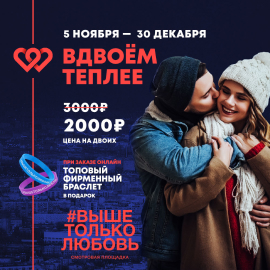 5 НОЯБРЯ — 30 ДЕКАБРЯ
ВДВОЁМ
ТЕПЛЕЕ
3000₽
2000₽
ЦЕНА НА ДВОИХ
ПРИ ЗАКАЗЕ ОНЛАЙН
ТОПОВЫЙ
ФИРМЕННЫЙ
БРАСЛЕТ
В ПОДАРОК
#ВЫШЕ
ТОЛЬКО
ЛЮБОВЬ
СМОТРОВАЯ ПЛОЩАДКА